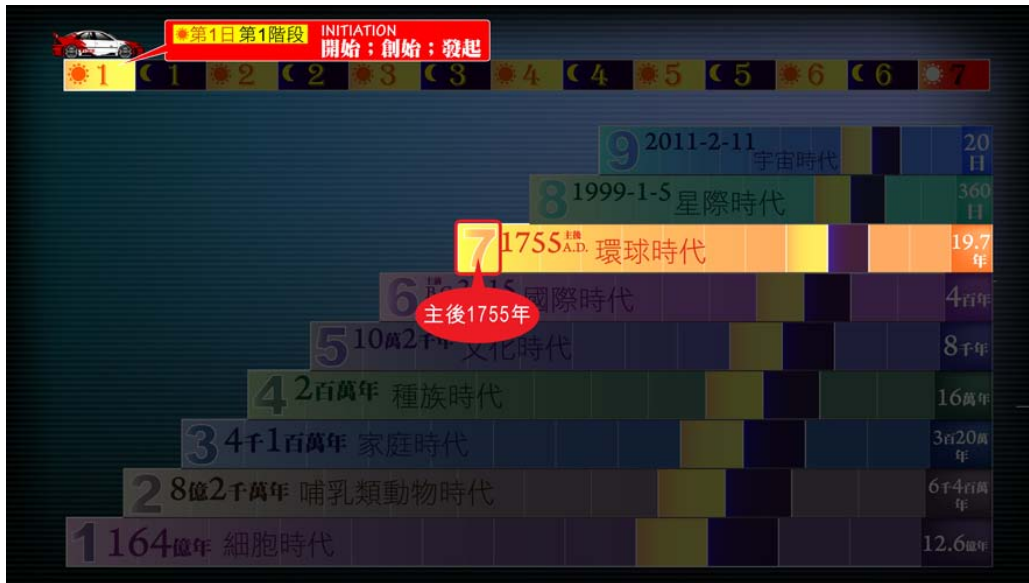 第1日第1階段 INITIATION
開始；創始；發起
1 1 2 2 3 3 4 4 5 5 6 6 7
9 2011-2-11 宇宙時代 20日
8 1999-1-5 星際時代 360日
7 1755主後A.D. 環球時代 19.7年
主後1755年
6 國際時代 4百年
5 10萬2千年 文化時代 8千年
4 2百萬年 種族時代 16萬年
3 4千1百萬年 家庭時代 3百20萬年
2 8億2千萬年 哺乳類動物時代 6千4百萬年
1 164億年 細胞時代 12.6億年